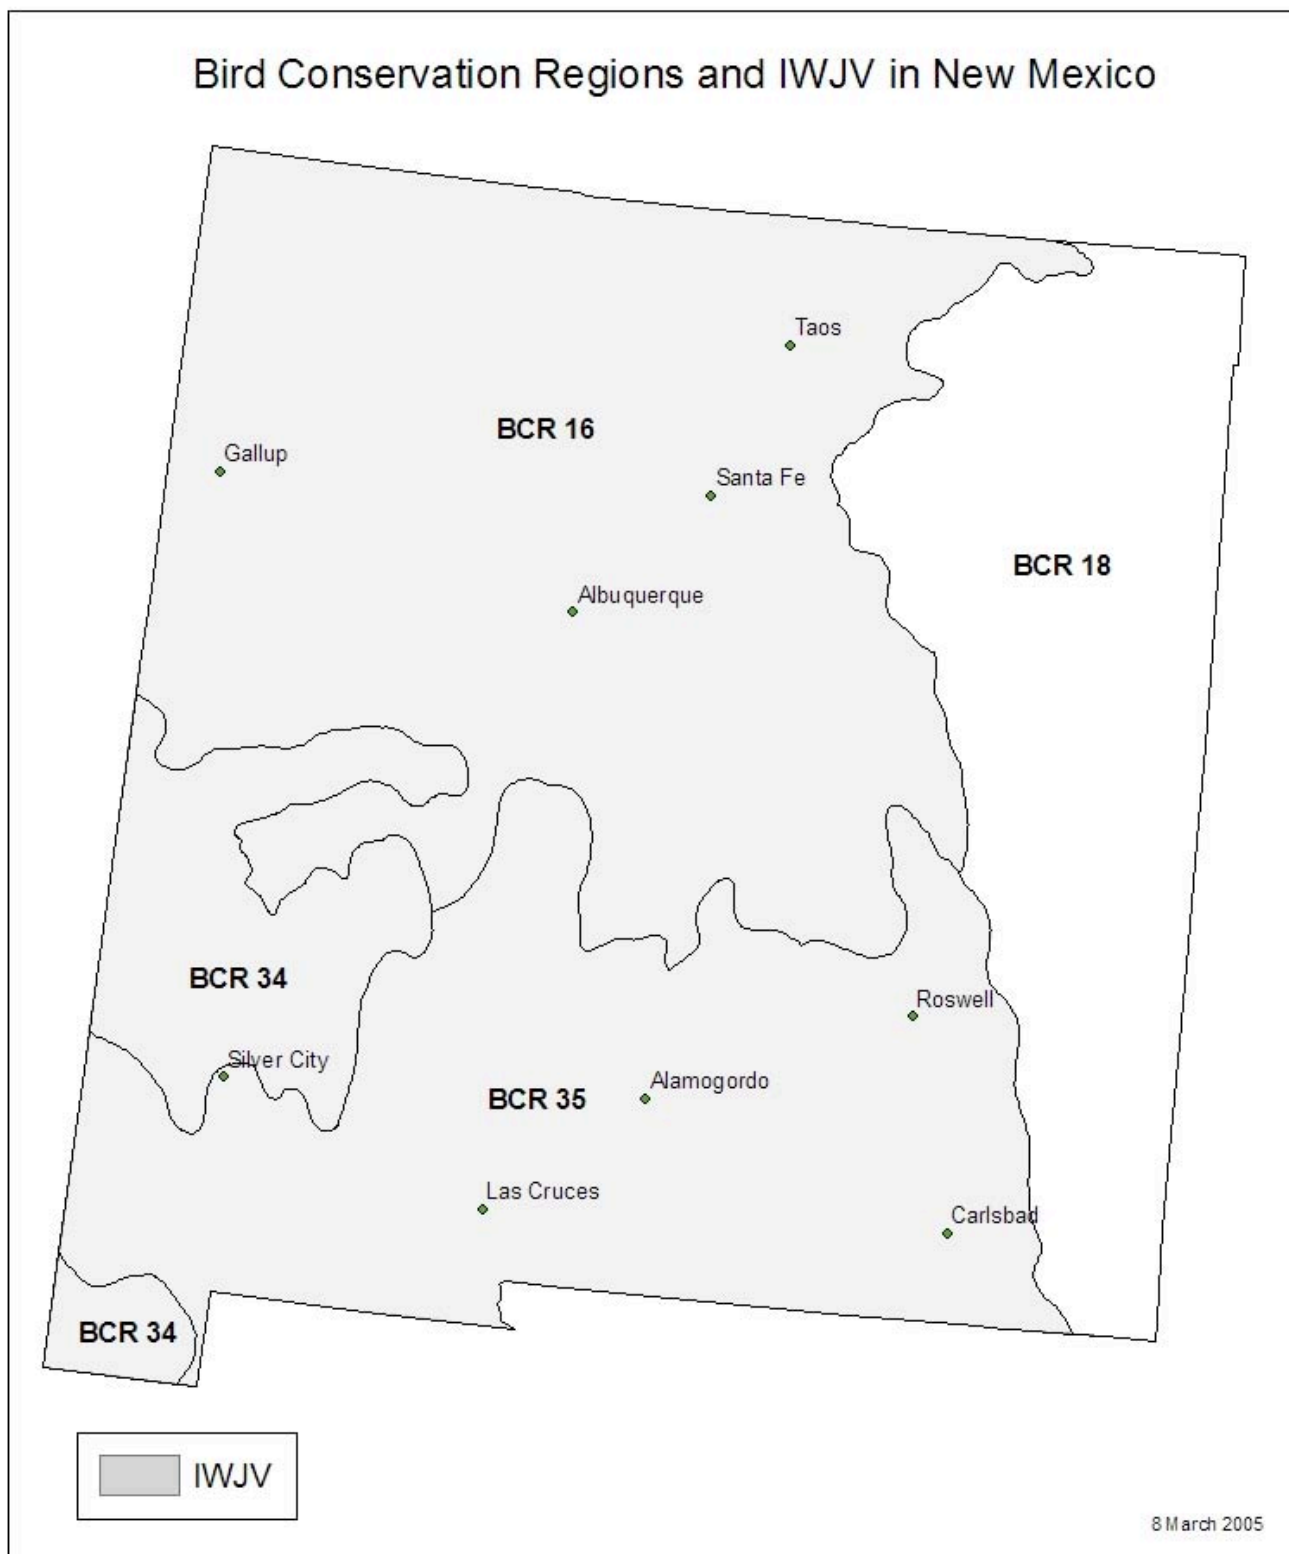 Bird Conservation Regions and IWJV in New Mexico
Taos
BCR 16
Gallup
Santa Fe
BCR 18
Albuquerque
BCR 34
Roswell
Silver City
Alamogordo
BCR 35
Las Cruces
Carlsbad
BCR 34
IWJV
8 March 2005